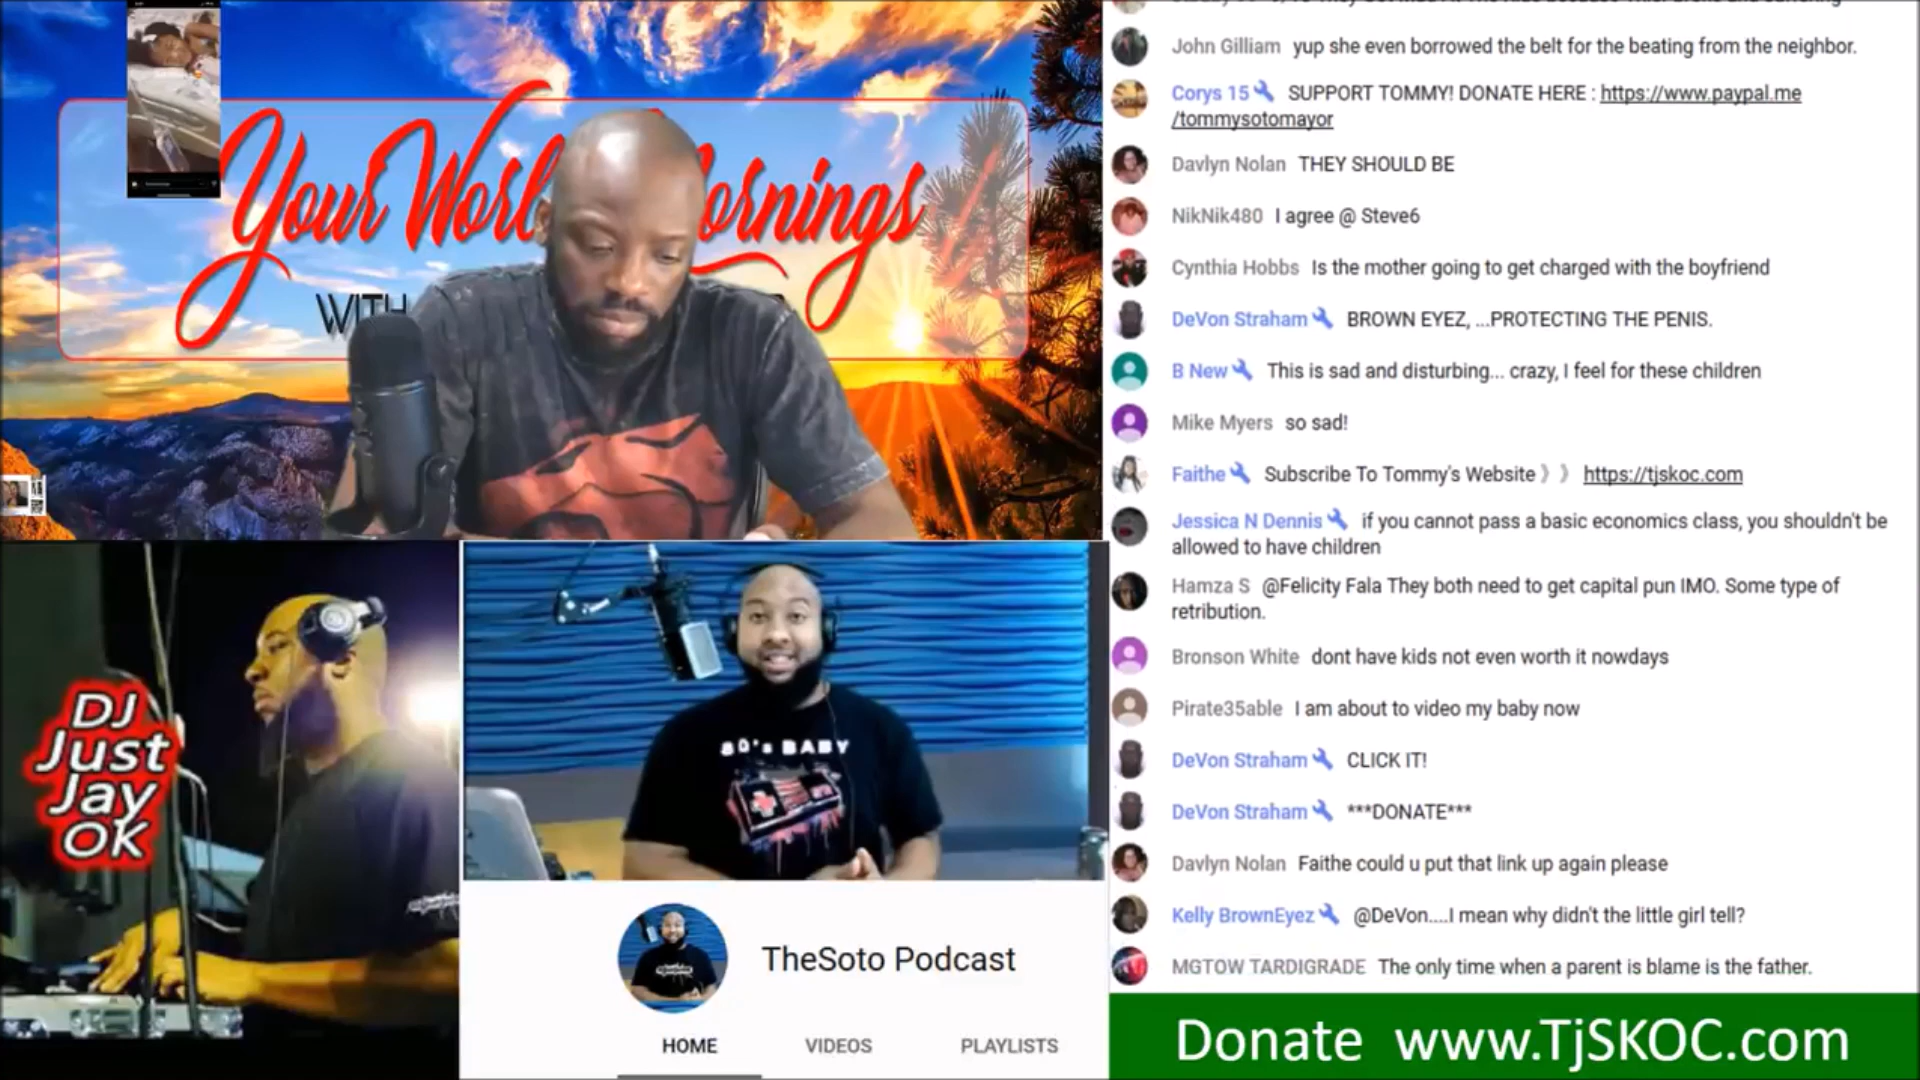 Your World Mornings
WITH
DJ
Just
Jay
OK
80's BABY
TheSoto Podcast
HOME VIDEOS PLAYLISTS
John Gilliam yup she even borrowed the belt for the beating from the neighbor.
Corys 15 SUPPORT TOMMY! DONATE HERE : https://www.paypal.me
/tommysotomayor
Davlyn Nolan THEY SHOULD BE
NikNik480 I agree @ Steve6
Cynthia Hobbs Is the mother going to get charged with the boyfriend
DeVon Straham BROWN EYEZ, ...PROTECTING THE PENIS.
B New This is sad and disturbing... crazy, I feel for these children
Mike Myers so sad!
Faithe Subscribe To Tommy's Website 》 》 https://tjskoc.com
Jessica N Dennis if you cannot pass a basic economics class, you shouldn't be
allowed to have children
Hamza S @Felicity Fala They both need to get capital pun IMO. Some type of
retribution.
Bronson White dont have kids not even worth it nowdays
Pirate35able I am about to video my baby now
DeVon Straham CLICK IT!
DeVon Straham ***DONATE***
Davlyn Nolan Faithe could u put that link up again please
Kelly BrownEyez @DeVon....I mean why didn't the little girl tell?
MGTOW TARDIGRADE The only time when a parent is blame is the father.
Donate www.TjSKOC.com